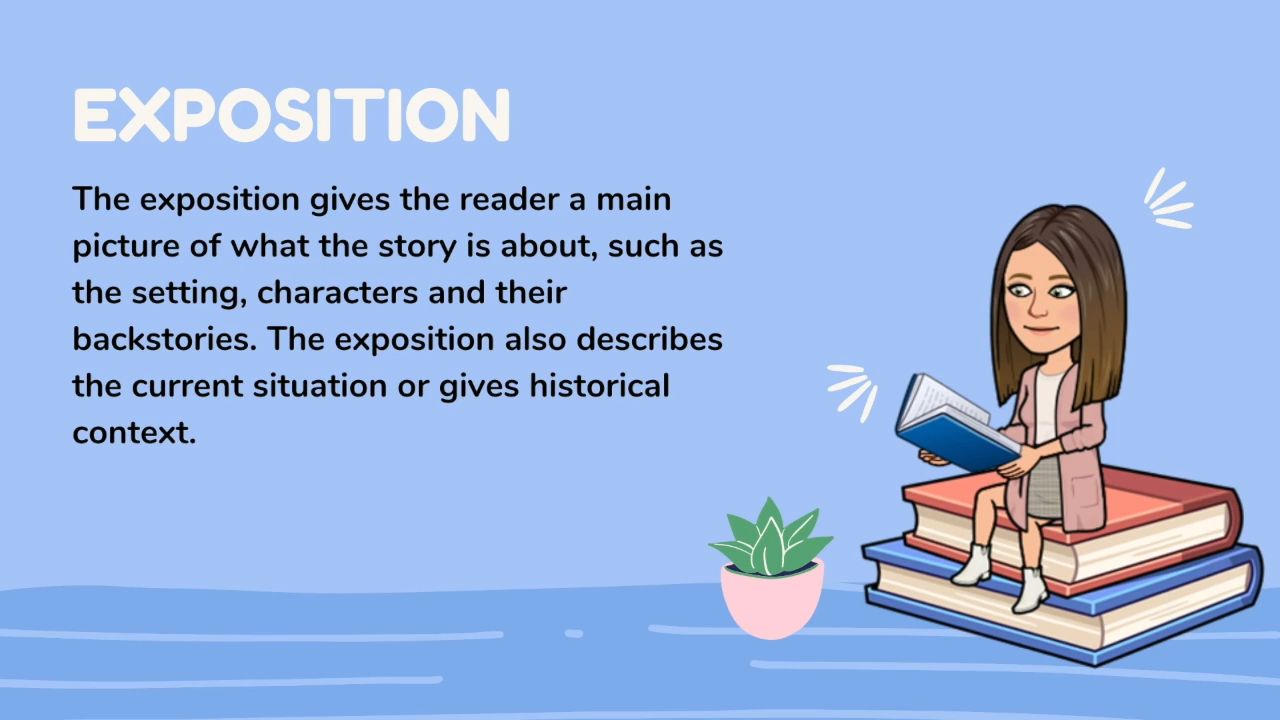 EXPOSITION
The exposition gives the reader a main
picture of what the story is about, such as
the setting, characters and their
backstories. The exposition also describes
the current situation or gives historical
context.